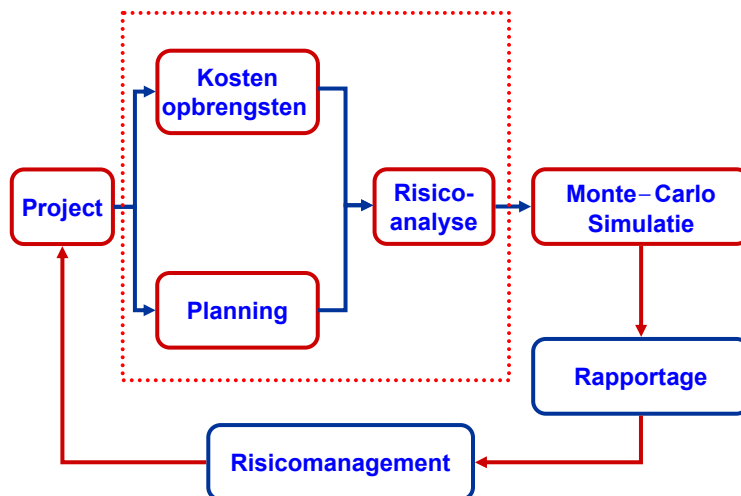 Kosten
opbrengsten
Project
Risico-
analyse
Monte–Carlo
Simulatie
Planning
Rapportage
Risicomanagement